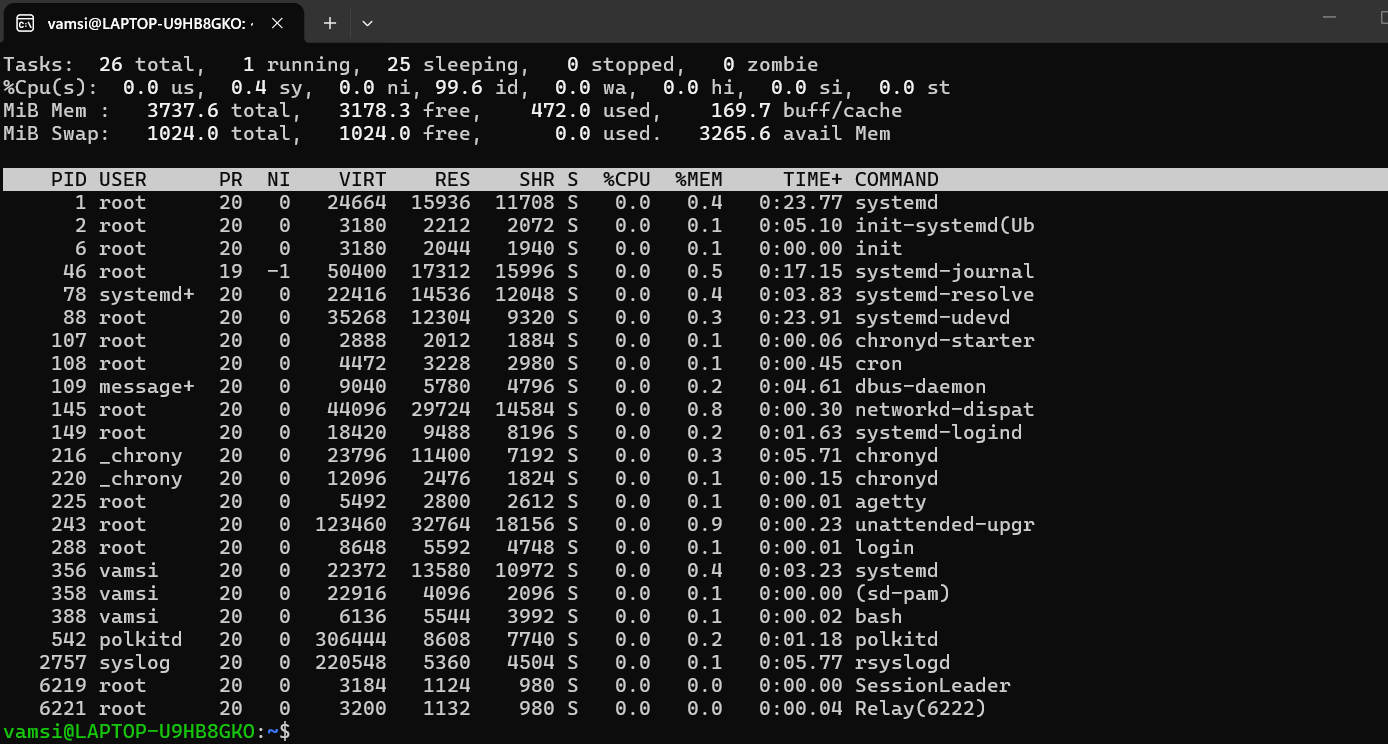 vamsi@LAPTOP-U9HB8GKO: ·
Tasks:  26 total,   1 running,  25 sleeping,   0 stopped,   0 zombie
%Cpu(s):  0.0 us,  0.4 sy,  0.0 ni, 99.6 id,  0.0 wa,  0.0 hi,  0.0 si,  0.0 st
MiB Mem :   3737.6 total,   3178.3 free,    472.0 used,    169.7 buff/cache
MiB Swap:   1024.0 total,   1024.0 free,      0.0 used.   3265.6 avail Mem
    PID USER      PR  NI    VIRT    RES    SHR S  %CPU  %MEM     TIME+ COMMAND
      1 root      20   0   24664  15936  11708 S   0.0   0.4   0:23.77 systemd
      2 root      20   0    3180   2212   2072 S   0.0   0.1   0:05.10 init-systemd(Ub
      6 root      20   0    3180   2044   1940 S   0.0   0.1   0:00.00 init
     46 root      19  -1   50400  17312  15996 S   0.0   0.5   0:17.15 systemd-journal
     78 systemd+  20   0   22416  14536  12048 S   0.0   0.4   0:03.83 systemd-resolve
     88 root      20   0   35268  12304   9320 S   0.0   0.3   0:23.91 systemd-udevd
    107 root      20   0    2888   2012   1884 S   0.0   0.1   0:00.06 chronyd-starter
    108 root      20   0    4472   3228   2980 S   0.0   0.1   0:00.45 cron
    109 message+  20   0    9040   5780   4796 S   0.0   0.2   0:04.61 dbus-daemon
    145 root      20   0   44096  29724  14584 S   0.0   0.8   0:00.30 networkd-dispat
    149 root      20   0   18420   9488   8196 S   0.0   0.2   0:01.63 systemd-logind
    216 _chrony   20   0   23796  11400   7192 S   0.0   0.3   0:05.71 chronyd
    220 _chrony   20   0   12096   2476   1824 S   0.0   0.1   0:00.15 chronyd
    225 root      20   0    5492   2800   2612 S   0.0   0.1   0:00.01 agetty
    243 root      20   0  123460  32764  18156 S   0.0   0.9   0:00.23 unattended-upgr
    288 root      20   0    8648   5592   4748 S   0.0   0.1   0:00.01 login
    356 vamsi     20   0   22372  13580  10972 S   0.0   0.4   0:03.23 systemd
    358 vamsi     20   0   22916   4096   2096 S   0.0   0.1   0:00.00 (sd-pam)
    388 vamsi     20   0    6136   5544   3992 S   0.0   0.1   0:00.02 bash
    542 polkitd   20   0  306444   8608   7740 S   0.0   0.2   0:01.18 polkitd
   2757 syslog    20   0  220548   5360   4504 S   0.0   0.1   0:05.77 rsyslogd
   6219 root      20   0    3184   1124    980 S   0.0   0.0   0:00.00 SessionLeader
   6221 root      20   0    3200   1132    980 S   0.0   0.0   0:00.04 Relay(6222)
vamsi@LAPTOP-U9HB8GKO:~$